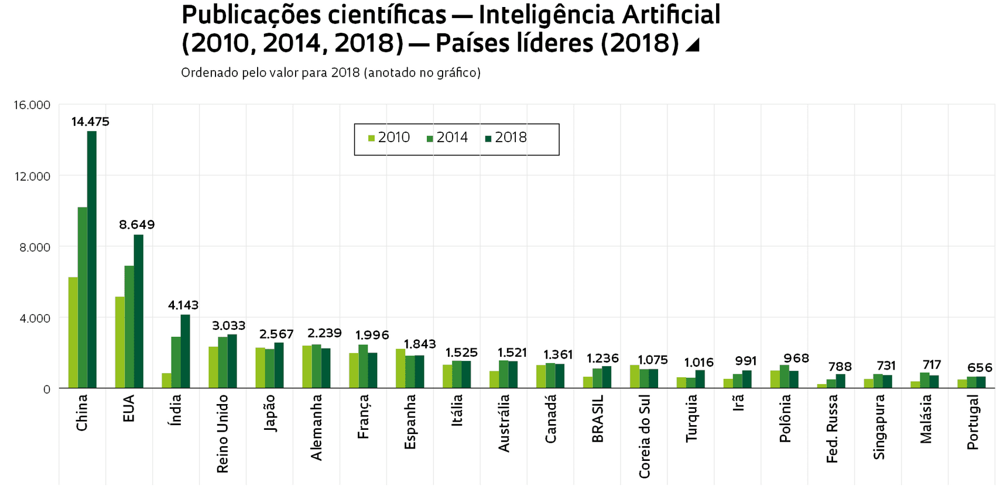 Publicações científicas — Inteligência Artificial
(2010, 2014, 2018) — Países líderes (2018)
Ordenado pelo valor para 2018 (anotado no gráfico)
16.000
12.000
8.000
4.000
0
2010 2014 2018
14.475
8.649
4.143
3.033
2.567
2.239
1.996
1.843
1.525
1.521
1.361
1.236
1.075
1.016
991
968
788
731
717
656
China
EUA
Índia
Reino Unido
Japão
Alemanha
França
Espanha
Itália
Austrália
Canadá
BRASIL
Coreia do Sul
Turquia
Irã
Polônia
Fed. Russa
Singapura
Malásia
Portugal